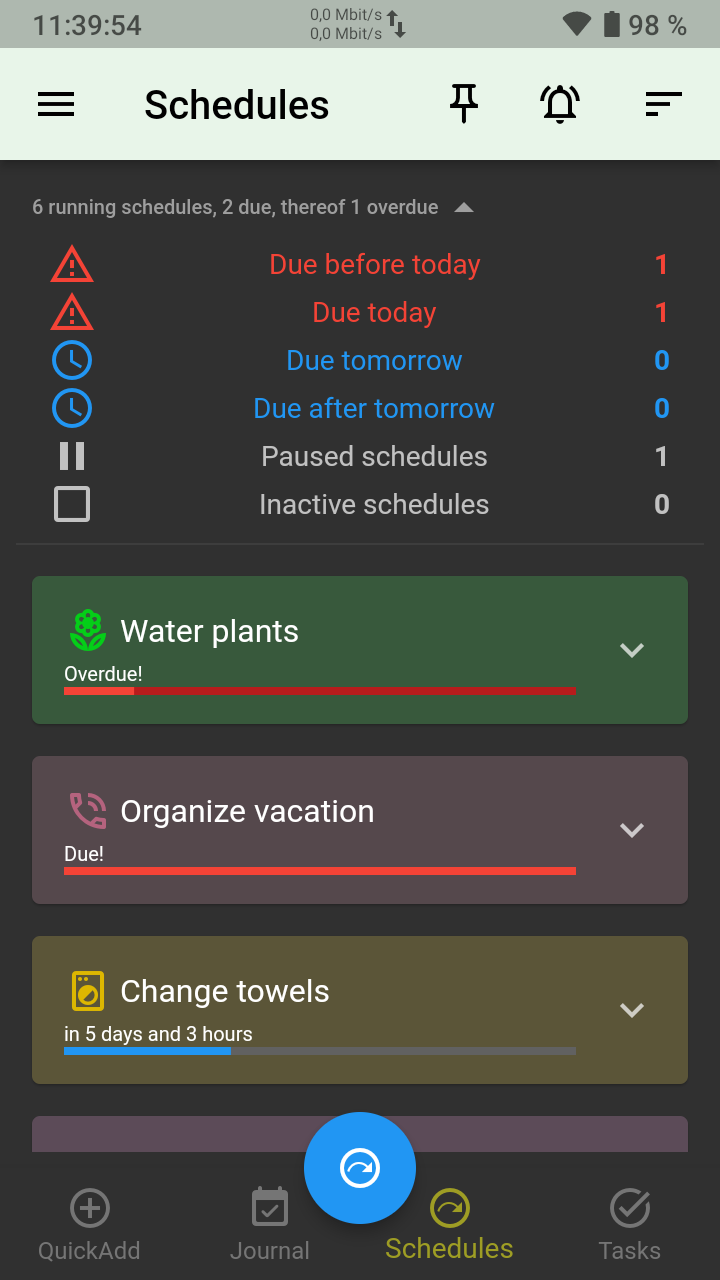 11:39:54
0,0 Mbit/s
0,0 Mbit/s
98 %
Schedules
6 running schedules, 2 due, thereof 1 overdue
Due before today 1
Due today 1
Due tomorrow 0
Due after tomorrow 0
Paused schedules 1
Inactive schedules 0
Water plants
Overdue!
Organize vacation
Due!
Change towels
in 5 days and 3 hours
QuickAdd Journal Schedules Tasks